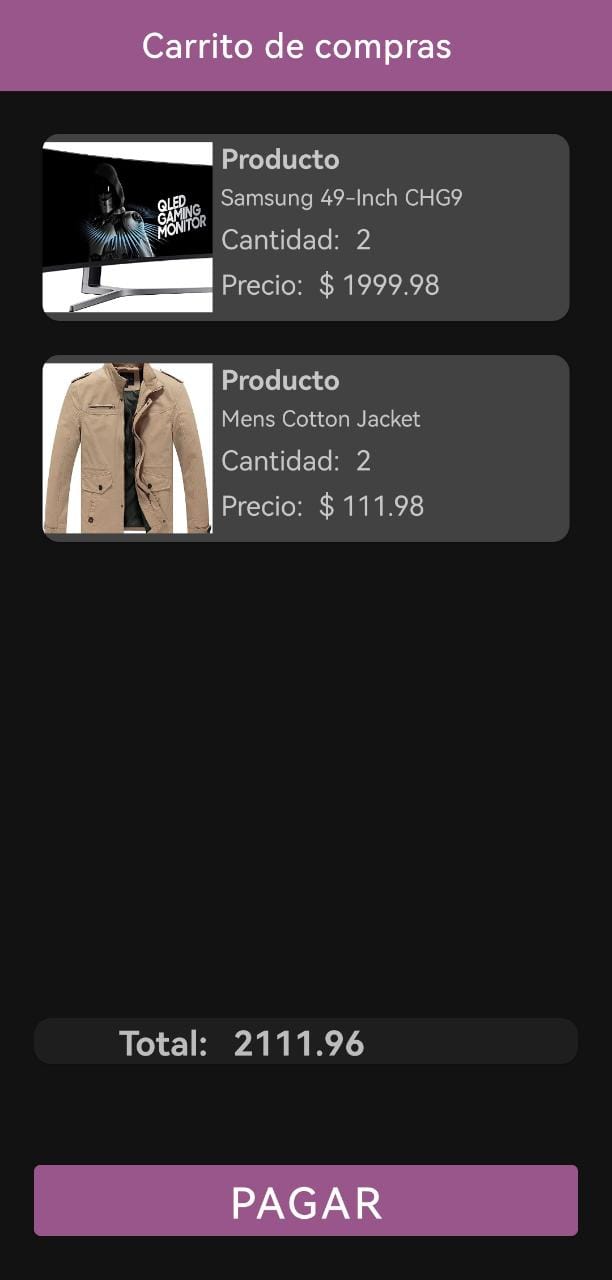 Carrito de compras
Producto
Samsung 49-Inch CHG9
Cantidad: 2
Precio: $ 1999.98
QLED
GAMING
MONITOR
Producto
Mens Cotton Jacket
Cantidad: 2
Precio: $ 111.98
Total: 2111.96
PAGAR